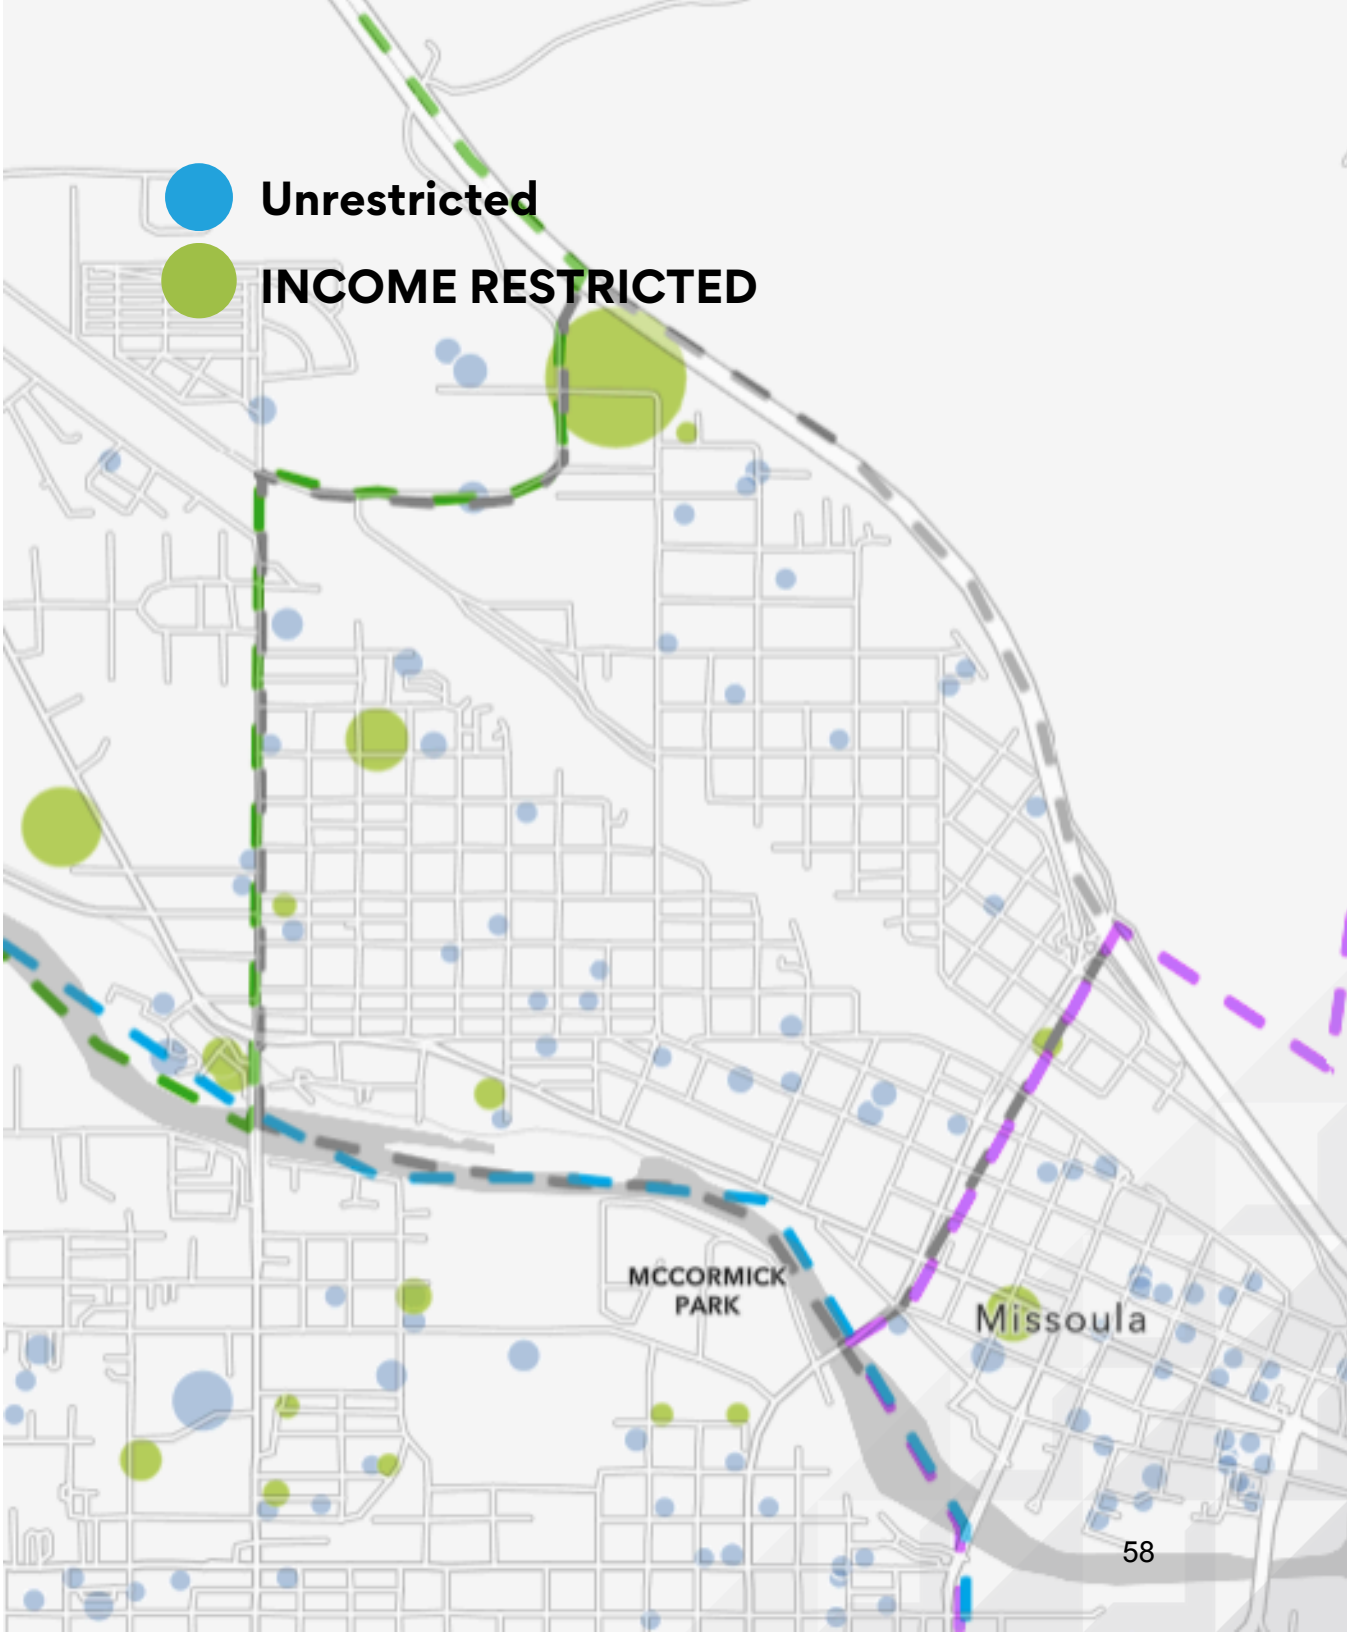 Unrestricted
INCOME RESTRICTED
MCCORMICK
PARK
Missoula
58